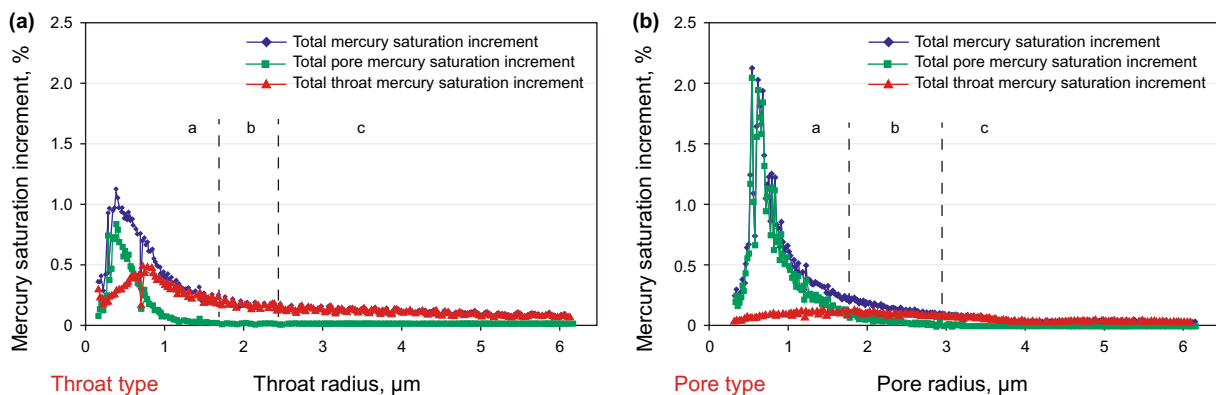 (a)
2.5
2.0
1.5
1.0
0.5
0
Mercury saturation increment, %
Total mercury saturation increment
Total pore mercury saturation increment
Total throat mercury saturation increment
a b c
0 1 2 3 4 5 6
Throat type Throat radius, μm
(b)
2.5
2.0
1.5
1.0
0.5
0
Mercury saturation increment, %
Total mercury saturation increment
Total pore mercury saturation increment
Total throat mercury saturation increment
a b c
0 1 2 3 4 5 6
Pore type Pore radius, μm